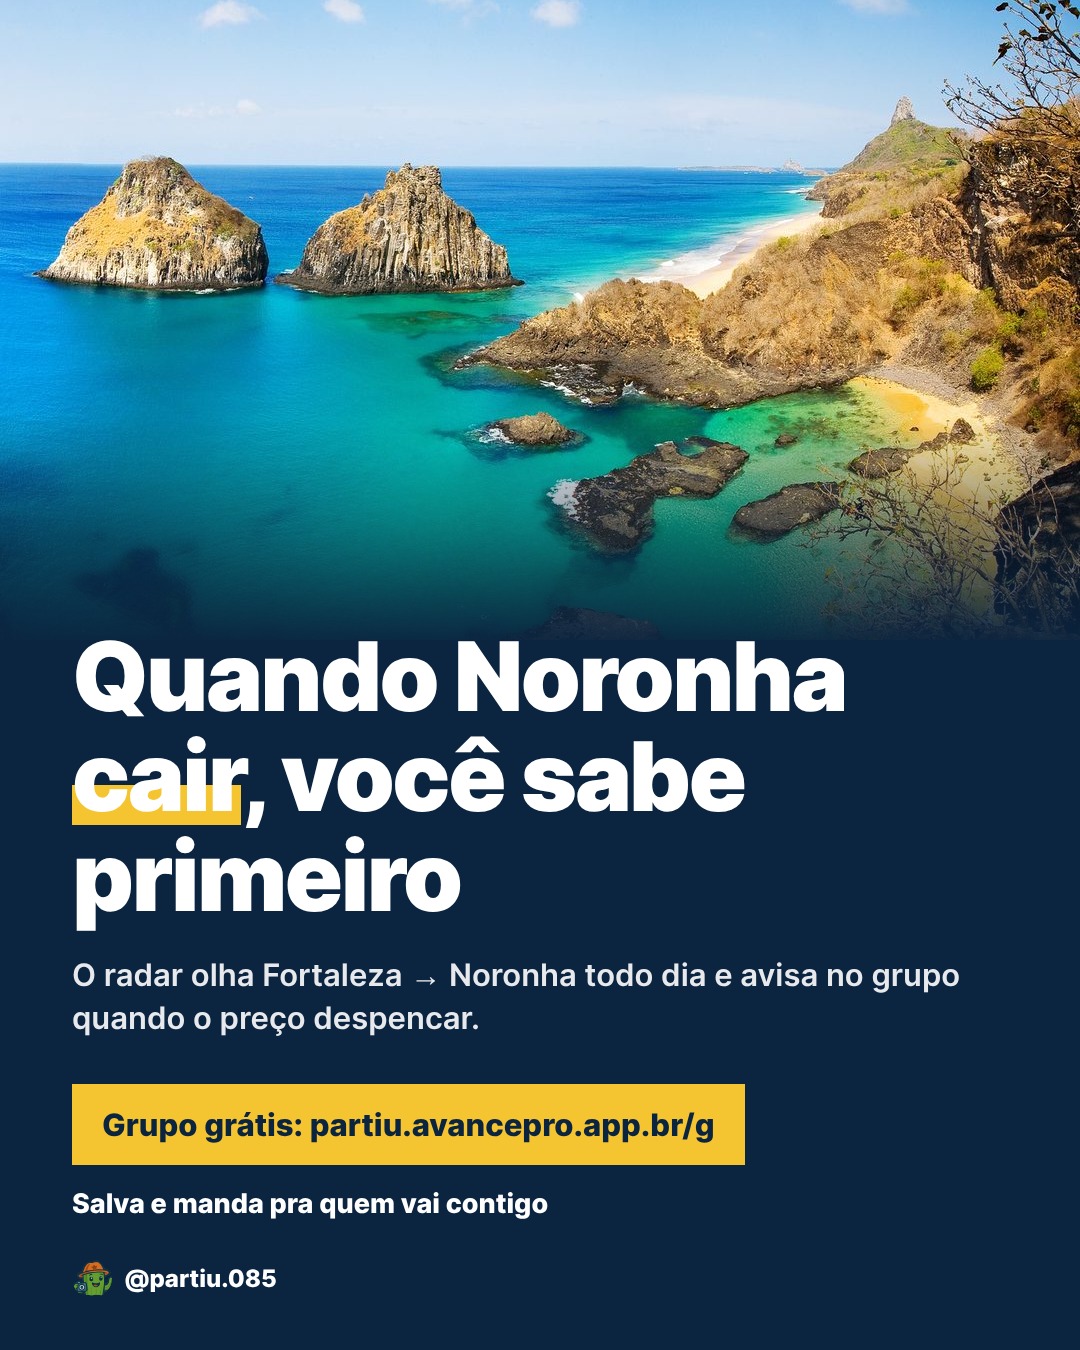 Quando Noronha
cair, você sabe
primeiro
O radar olha Fortaleza → Noronha todo dia e avisa no grupo
quando o preço despencar.
Grupo grátis: partiu.avancepro.app.br/g
Salva e manda pra quem vai contigo
@partiu.085